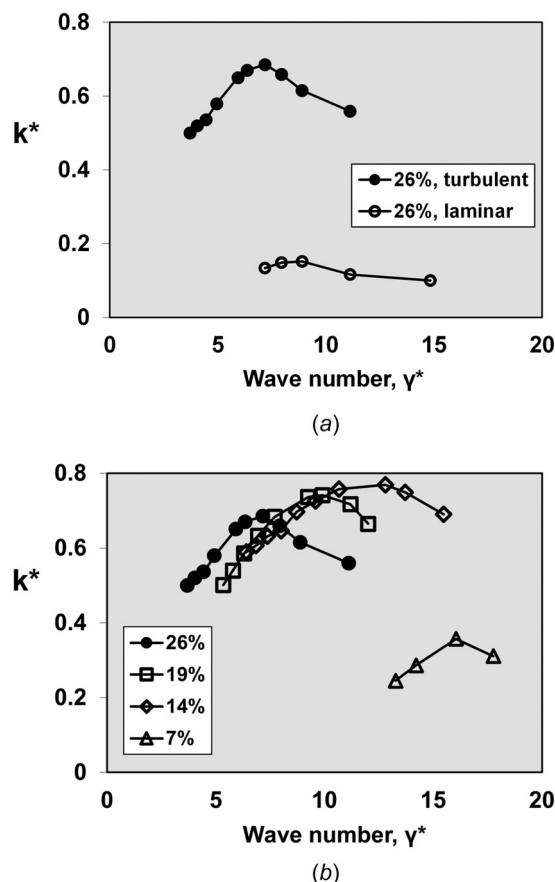 0.8
0.6
k*
0.4
0.2
0
26%, turbulent
26%, laminar
0 5 10 15 20
Wave number, γ*
(a)
0.8
0.6
k*
0.4
0.2
0
26%
19%
14%
7%
0 5 10 15 20
Wave number, γ*
(b)